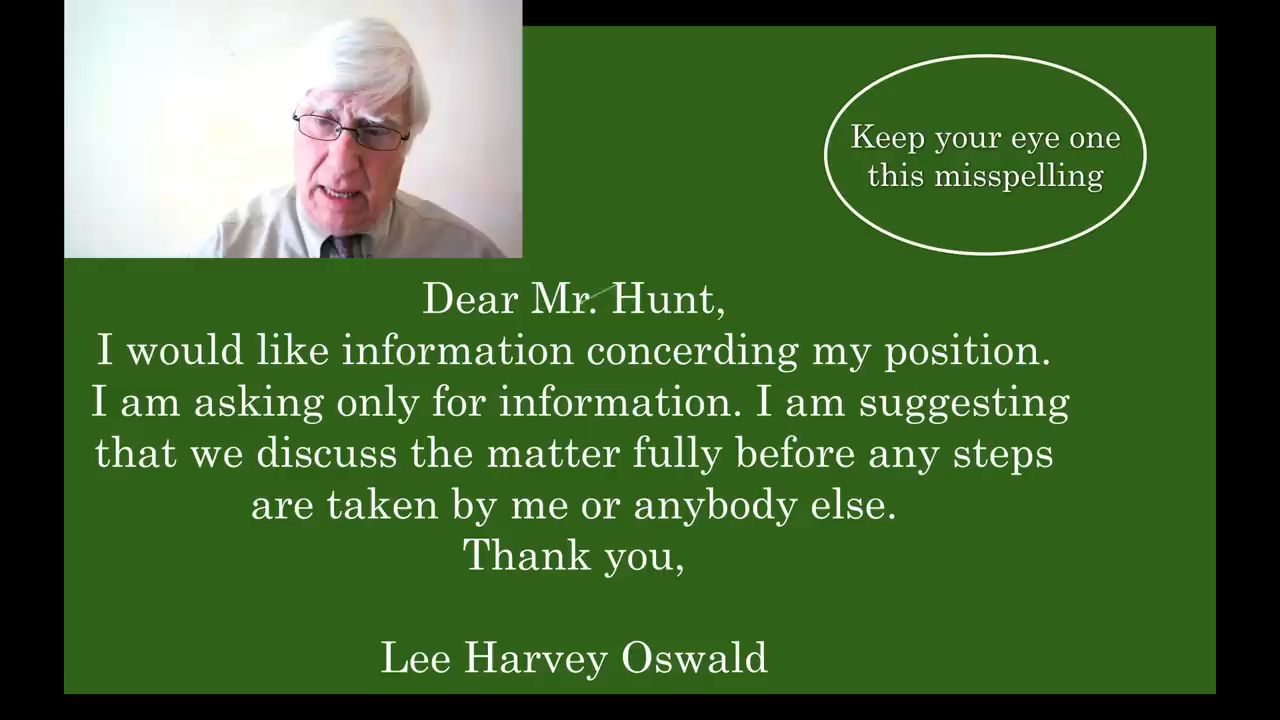 Keep your eye one
this misspelling
Dear Mr. Hunt,
I would like information concerding my position.
I am asking only for information. I am suggesting
that we discuss the matter fully before any steps
are taken by me or anybody else.
Thank you,
Lee Harvey Oswald